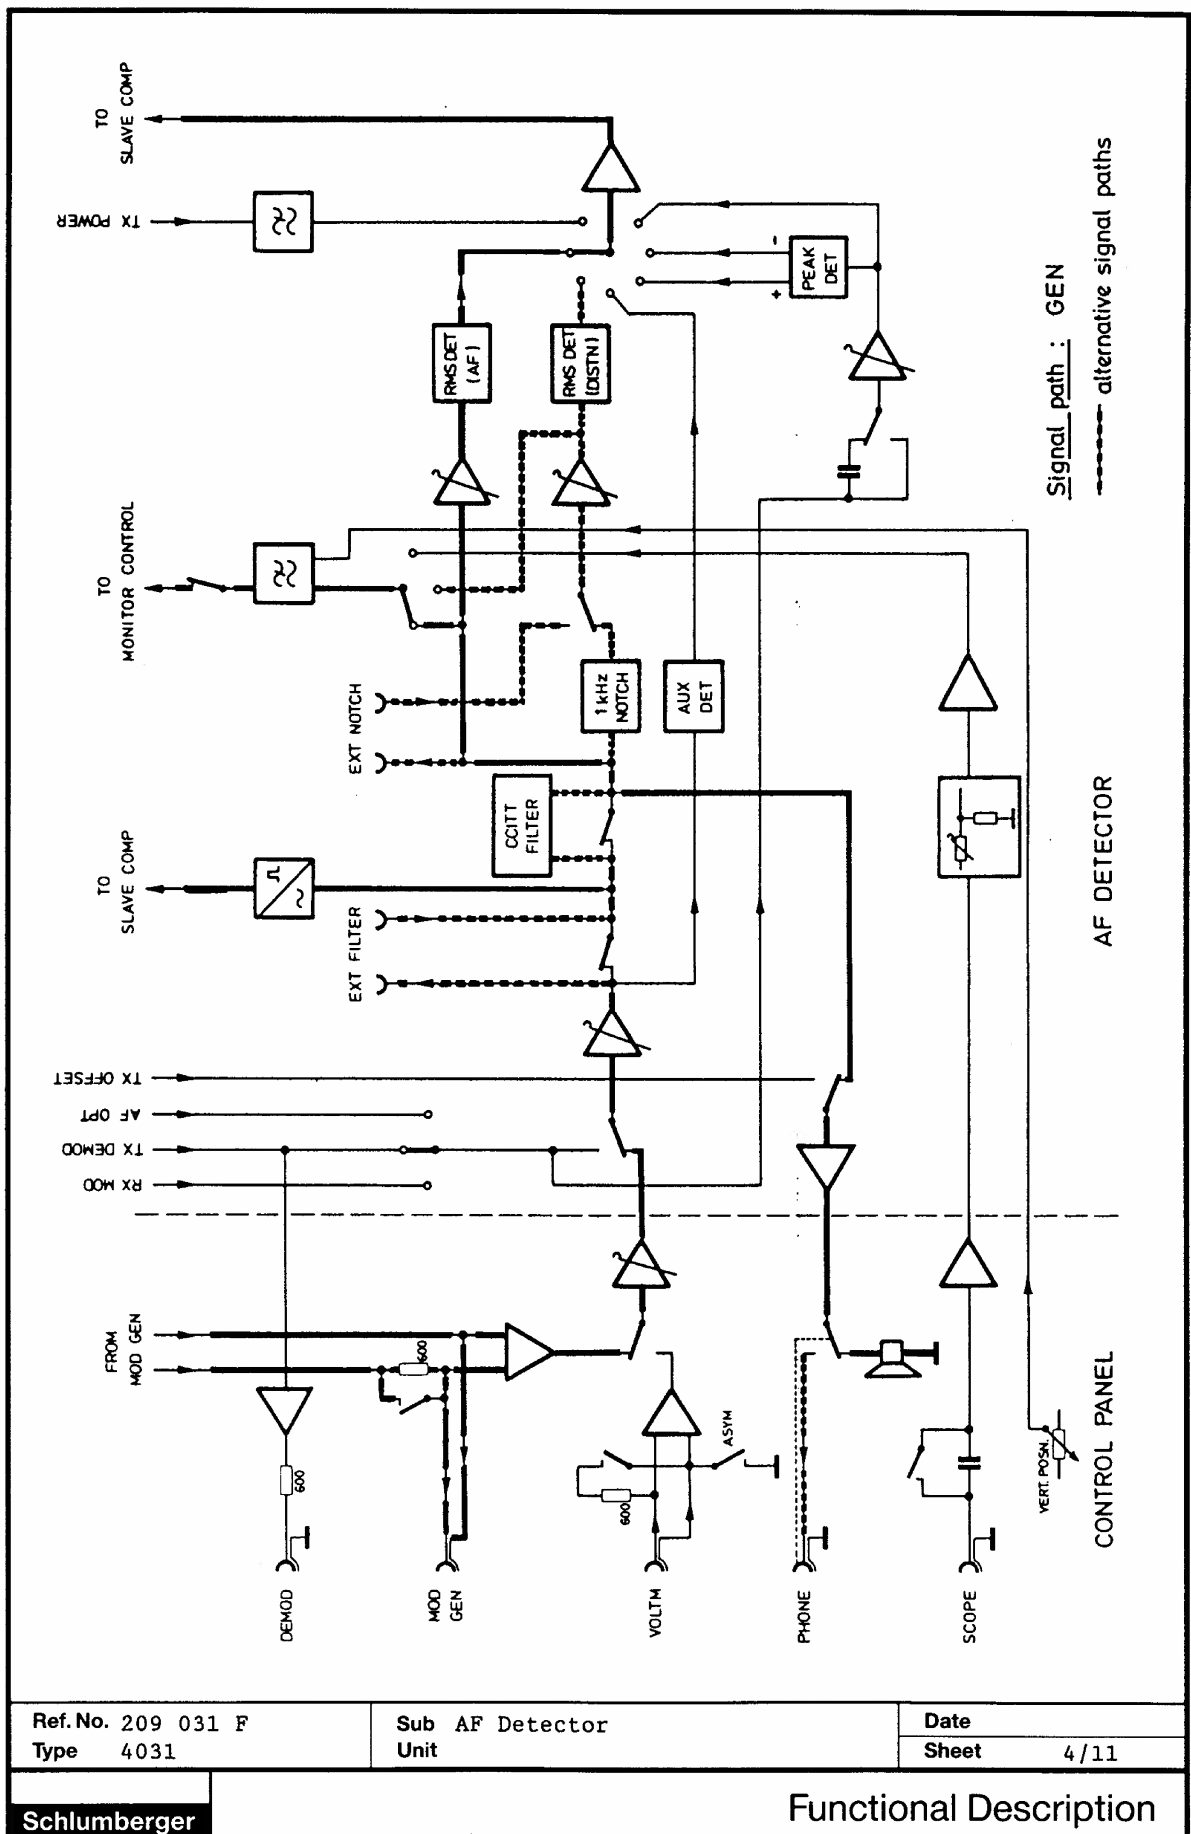 DEMOD
MOD
GEN
VOLTM
PHONE
SCOPE
600
FROM
MOD GEN
600
600
ASYM
VERT. POSN.
CONTROL PANEL
RX MOD
TX DEMOD
AF OPT
TX OFFSET
EXT FILTER
TO
SLAVE COMP
CCITT
FILTER
EXT NOTCH
1 kHz
NOTCH
AUX
DET
TO
MONITOR CONTROL
RMS DET
(AF)
RMS DET
(DISTN)
TX POWER
TO
SLAVE COMP
+
-
PEAK
DET
AF DETECTOR
Signal path : GEN
alternative signal paths
Ref. No. 209 031 F
Type 4031
Sub AF Detector
Unit
Date
Sheet 4/11
Schlumberger
Functional Description